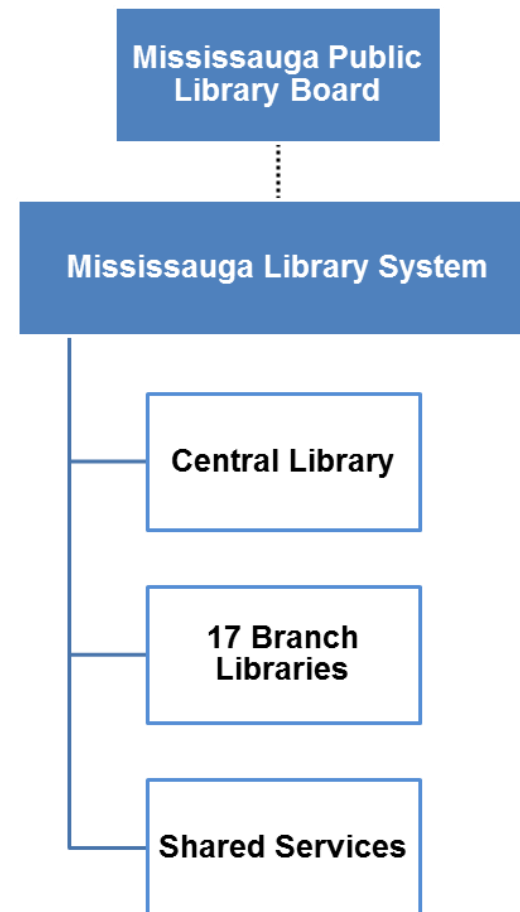 Mississauga Public
Library Board
Mississauga Library System
Central Library
17 Branch
Libraries
Shared Services